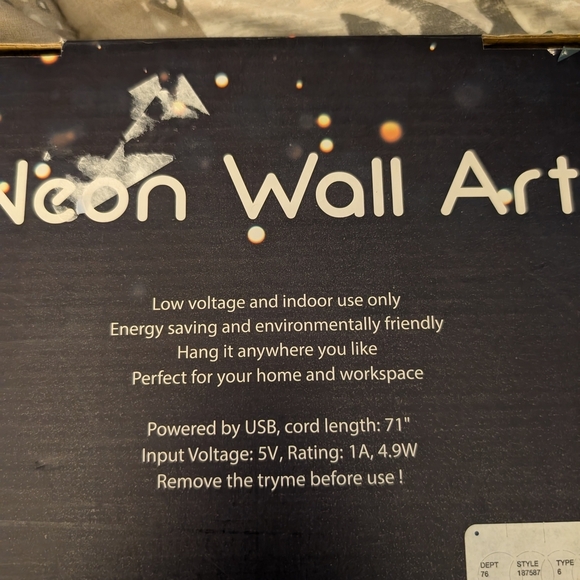 Neon Wall Art
Low voltage and indoor use only
Energy saving and environmentally friendly
Hang it anywhere you like
Perfect for your home and workspace
Powered by USB, cord length: 71"
Input Voltage: 5V, Rating: 1A, 4.9W
Remove the tryme before use !
DEPT STYLE TYPE
76 187587 6